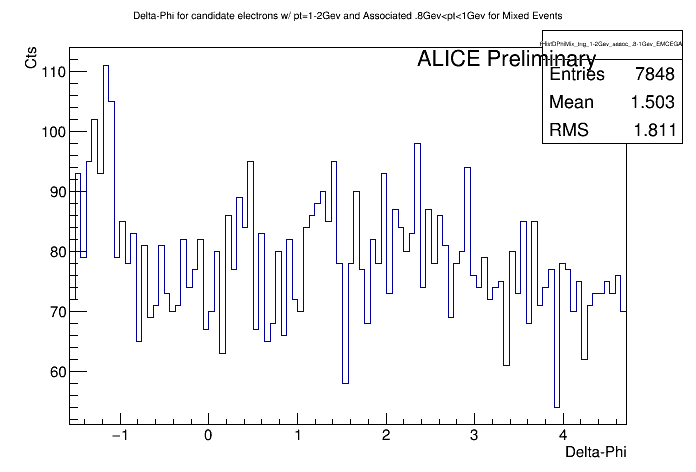 Delta-Phi for candidate electrons w/ pt=1-2Gev and Associated .8Gev<pt<1Gev for Mixed Events
Cts
ALICE Preliminary
Entries 7848
Mean 1.503
RMS 1.811
110
100
90
80
70
60
−1 0 1 2 3 4
Delta-Phi